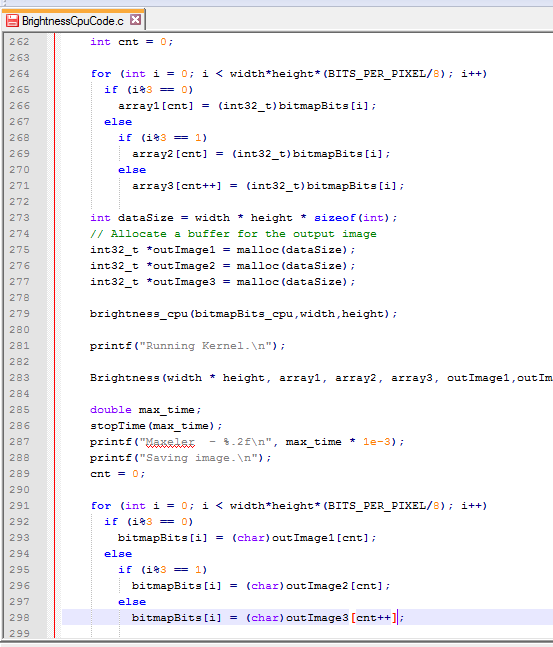 BrightnessCpuCode.c
262 int cnt = 0;
263
264 for (int i = 0; i < width*height*(BITS_PER_PIXEL/8); i++)
265 if (i%3 == 0)
266 array1[cnt] = (int32_t)bitmapBits[i];
267 else
268 if (i%3 == 1)
269 array2[cnt] = (int32_t)bitmapBits[i];
270 else
271 array3[cnt++] = (int32_t)bitmapBits[i];
272
273 int dataSize = width * height * sizeof(int);
274 // Allocate a buffer for the output image
275 int32_t *outImage1 = malloc(dataSize);
276 int32_t *outImage2 = malloc(dataSize);
277 int32_t *outImage3 = malloc(dataSize);
278
279 brightness_cpu(bitmapBits_cpu,width,height);
280
281 printf("Running Kernel.\n");
282
283 Brightness(width * height, array1, array2, array3, outImage1,outIm
284
285 double max_time;
286 stopTime(max_time);
287 printf("Maxeler - %.2f\n", max_time * 1e-3);
288 printf("Saving image.\n");
289 cnt = 0;
290
291 for (int i = 0; i < width*height*(BITS_PER_PIXEL/8); i++)
292 if (i%3 == 0)
293 bitmapBits[i] = (char)outImage1[cnt];
294 else
295 if (i%3 == 1)
296 bitmapBits[i] = (char)outImage2[cnt];
297 else
298 bitmapBits[i] = (char)outImage3[cnt++];
299